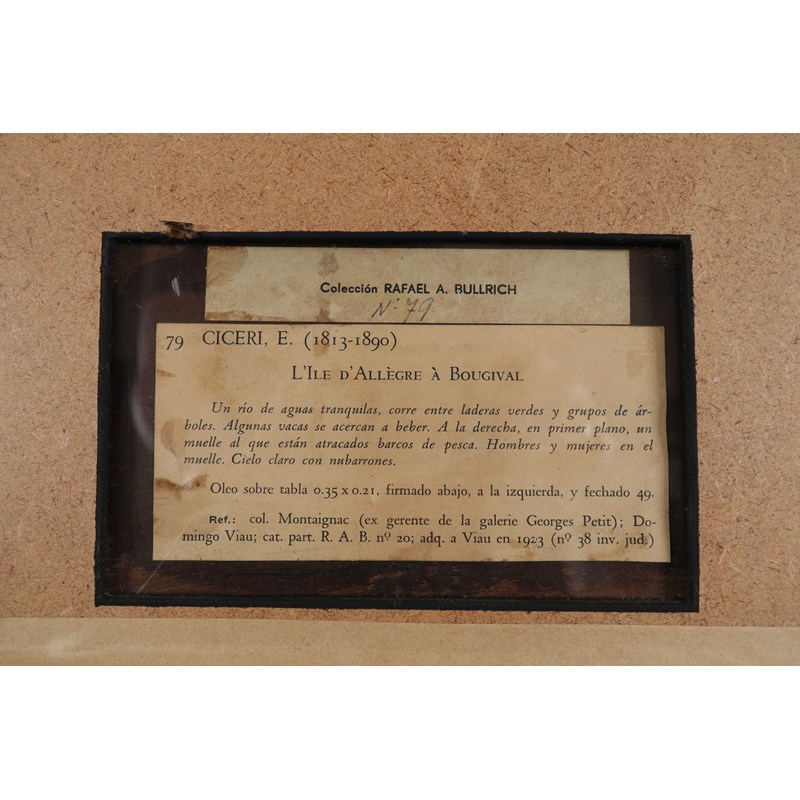 Colección RAFAEL A. BULLRICH
Nº 79
79 CICERI, E. (1813-1890)
L'Ile d'Allègre à Bougival
Un río de aguas tranquilas, corre entre laderas verdes y grupos de ár-
boles. Algunas vacas se acercan a beber. A la derecha, en primer plano, un
muelle al que están atracados barcos de pesca. Hombres y mujeres en el
muelle. Cielo claro con nubarrones.
Oleo sobre tabla 0.35 x 0.21, firmado abajo, a la izquierda, y fechado 49.
Ref.: col. Montaignac (ex gerente de la galerie Georges Petit); Do-
mingo Viau; cat. part. R. A. B. nº 20; adq. a Viau en 1923 (nº 38 inv. jud.)